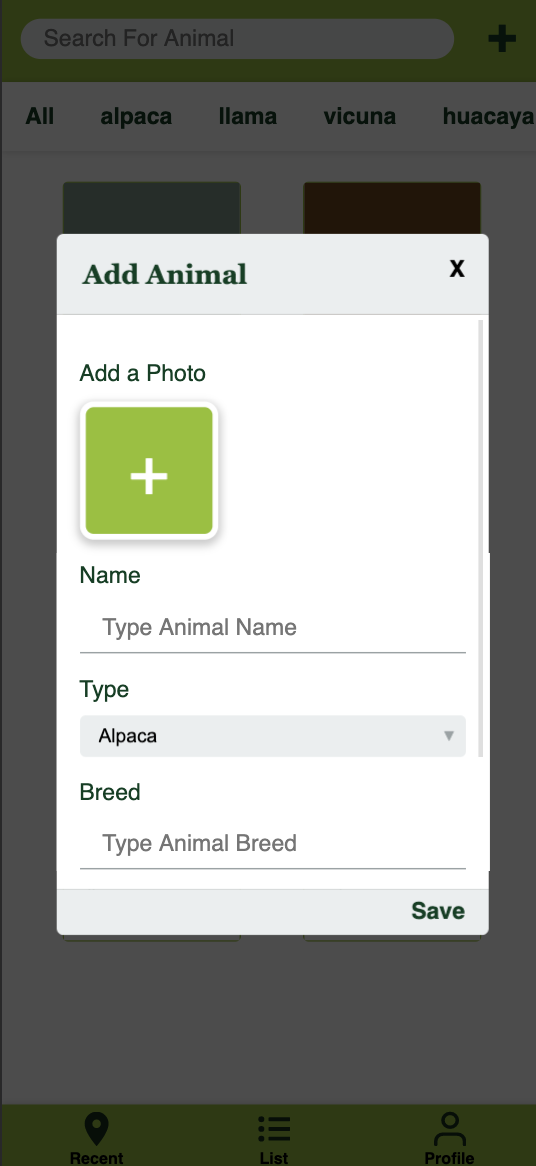 Search For Animal
All alpaca llama vicuna huacaya
Add Animal X
Add a Photo
Name
Type Animal Name
Type
Alpaca
Breed
Type Animal Breed
Save
Recent List Profile